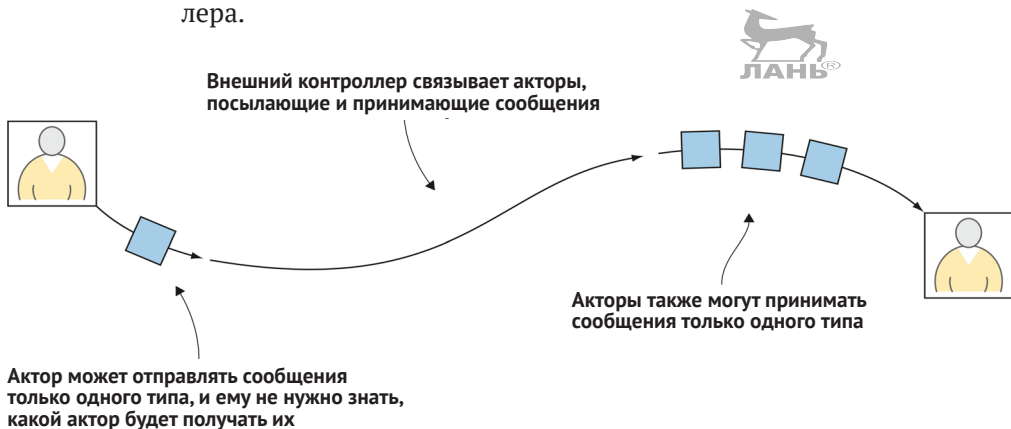 лера.
ЛАНЬ®
Внешний контроллер связывает акторы,
посылающие и принимающие сообщения
Акторы также могут принимать
сообщения только одного типа
Актор может отправлять сообщения
только одного типа, и ему не нужно знать,
какой актор будет получать их